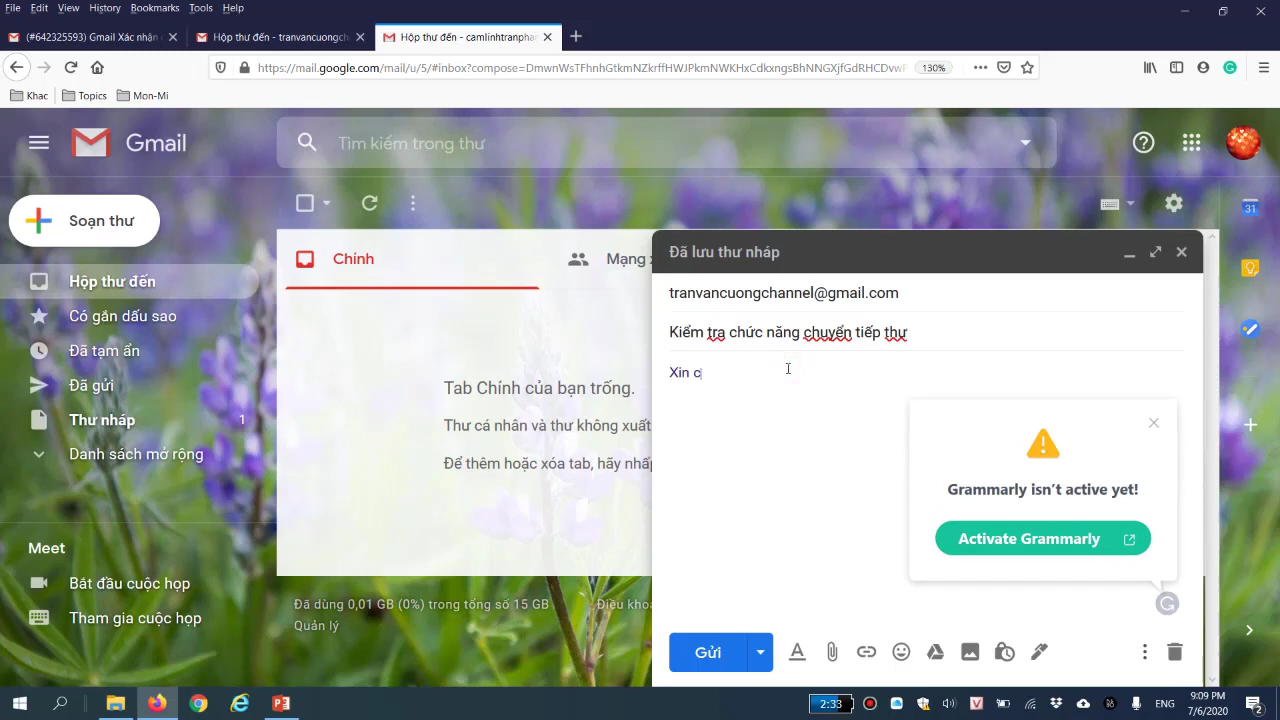 File Edit View History Bookmarks Tools Help
(#642325593) Gmail Xác nhận
Hộp thư đến - tranvancuongch
Hộp thư đến - camlinhtranphan
https://mail.google.com/mail/u/5/#inbox?compose=
130%
Khac Topics Mon-Mi
Gmail
Tìm kiếm trong thư
Soạn thư
Hộp thư đến
Có gắn dấu sao
Đã tạm ẩn
Đã gửi
Thư nháp 1
Danh sách mở rộng
Meet
Bắt đầu cuộc họp
Tham gia cuộc họp
Chính
Mạng
Tab Chính của bạn trống.
Thư cá nhân và thư không xuất
Để thêm hoặc xóa tab, hãy nhấp
Đã dùng 0,01 GB (0%) trong tổng số 15 GB
Quản lý
Điều khoả
Đã lưu thư nháp
tranvancuongchannel@gmail.com
Kiểm tra chức năng chuyển tiếp thư
Xin c
Grammarly isn't active yet!
Activate Grammarly
Gửi
31
2:33
ENG
9:09 PM
7/6/2020
2